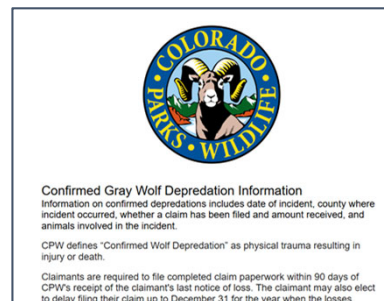 COLORADO
PARKS • WILDLIFE
Confirmed Gray Wolf Depredation Information
Information on confirmed depredations includes date of incident, county where
incident occurred, whether a claim has been filed and amount received, and
animals involved in the incident.
CPW defines “Confirmed Wolf Depredation” as physical trauma resulting in
injury or death.
Claimants are required to file completed claim paperwork within 90 days of
CPW's receipt of the claimant's last notice of loss. The claimant may also elect
to delay filing their claim up to December 31 for the year when the losses